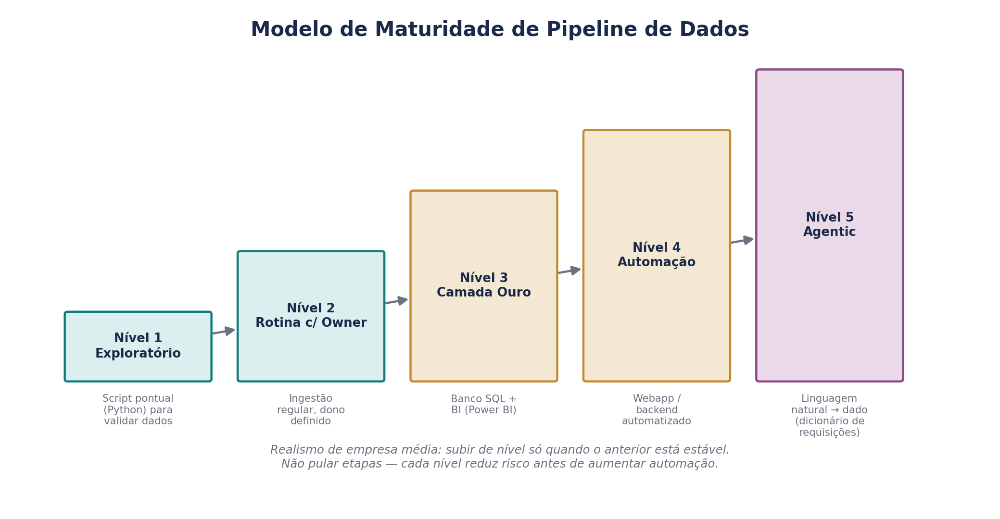 Modelo de Maturidade de Pipeline de Dados
Nível 1
Exploratório
Script pontual
(Python) para
validar dados
Nível 2
Rotina c/ Owner
Ingestão
regular, dono
definido
Nível 3
Camada Ouro
Banco SQL +
BI (Power BI)
Nível 4
Automação
Webapp /
backend
automatizado
Nível 5
Agentic
Linguagem
natural → dado
(dicionário de
requisições)
Realismo de empresa média: subir de nível só quando o anterior está estável.
Não pular etapas — cada nível reduz risco antes de aumentar automação.